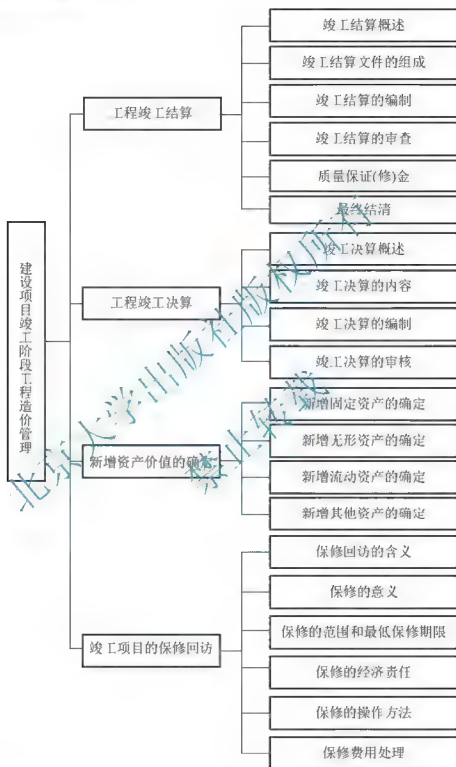 建设项目竣工阶段工程造价管理
工程竣工结算
竣工结算概述
竣工结算文件的组成
竣工结算的编制
竣工结算的审查
质量保证(修)金
最终结清
工程竣工决算
竣工决算概述
竣工决算的内容
竣工决算的编制
竣工决算的审核
新增资产价值的确定
新增固定资产的确定
新增无形资产的确定
新增流动资产的确定
新增其他资产的确定
竣工项目的保修回访
保修回访的含义
保修的意义
保修的范围和最低保修期限
保修的经济责任
保修的操作方法
保修费用处理
北京大学出版社版权所有
禁止转载